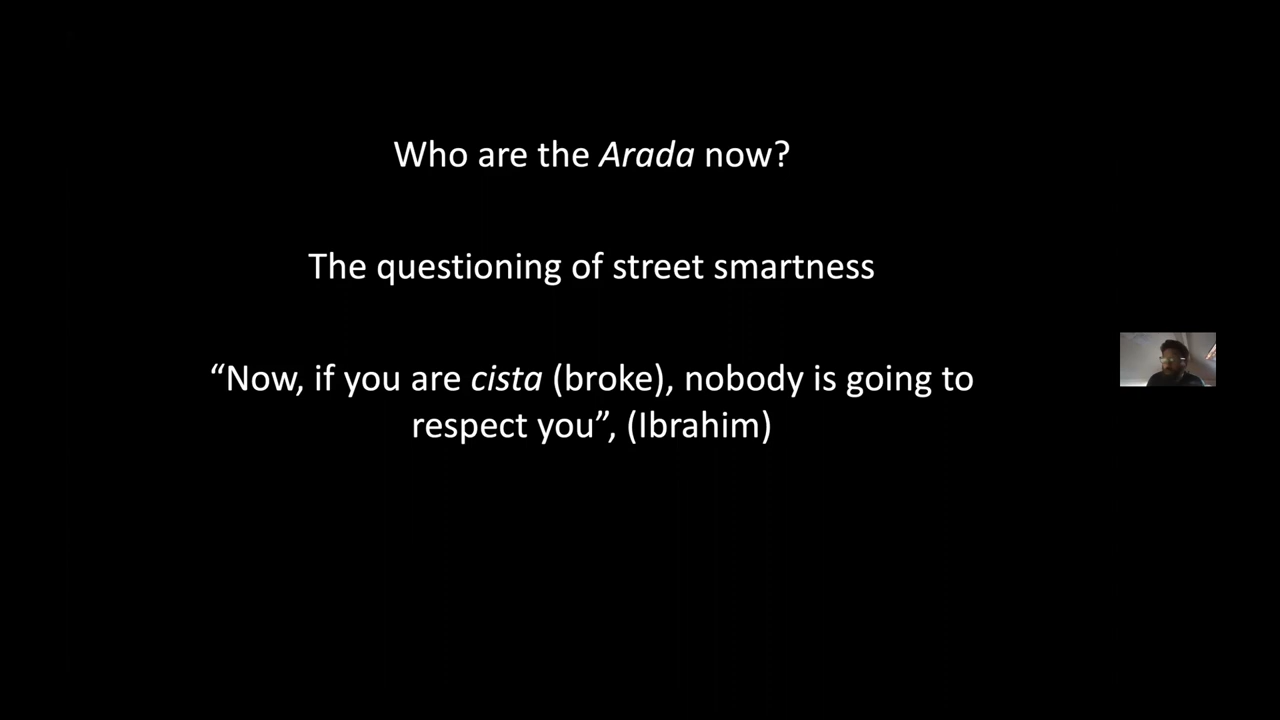 Who are the Arada now?
The questioning of street smartness
“Now, if you are cista (broke), nobody is going to
respect you”, (Ibrahim)